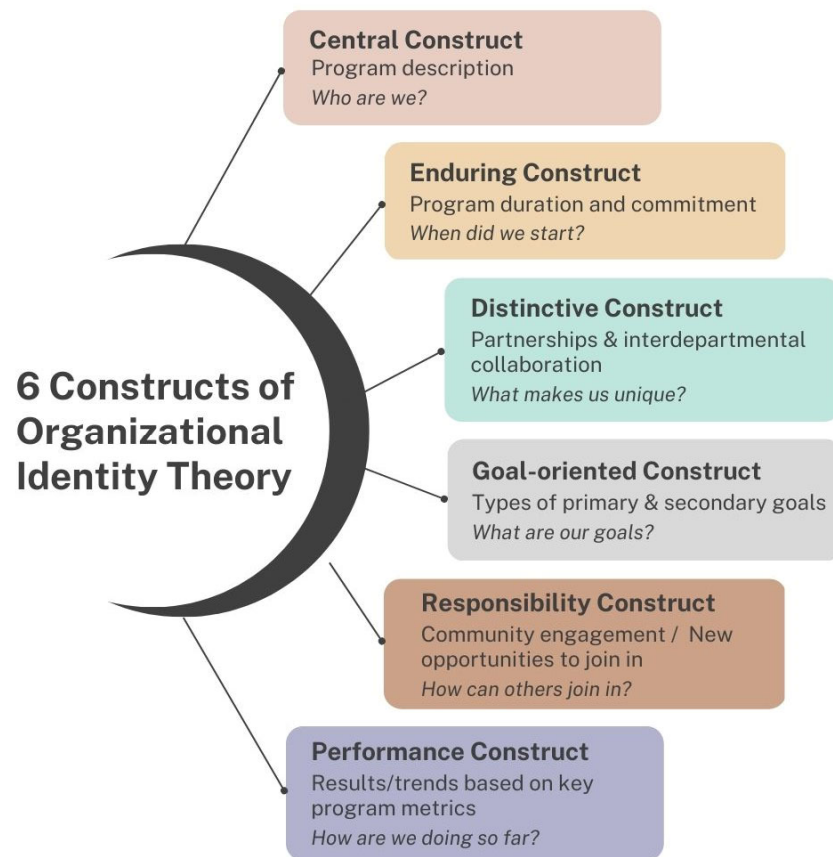 6 Constructs of
Organizational
Identity Theory
Central Construct
Program description
Who are we?
Enduring Construct
Program duration and commitment
When did we start?
Distinctive Construct
Partnerships & interdepartmental
collaboration
What makes us unique?
Goal-oriented Construct
Types of primary & secondary goals
What are our goals?
Responsibility Construct
Community engagement / New
opportunities to join in
How can others join in?
Performance Construct
Results/trends based on key
program metrics
How are we doing so far?